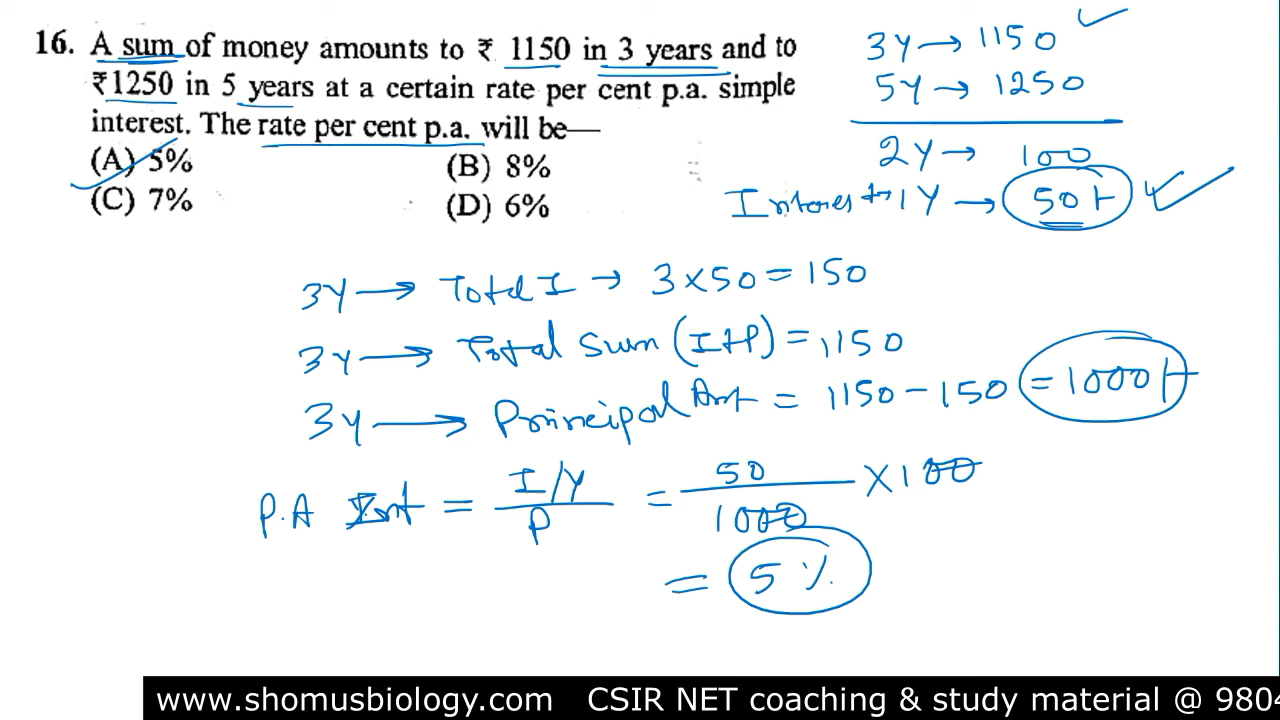 16. A sum of money amounts to ₹ 1150 in 3 years and to
₹1250 in 5 years at a certain rate per cent p.a. simple
interest. The rate per cent p.a. will be—
(A) 5% (B) 8%
(C) 7% (D) 6%
3Y → 1150
5Y → 1250
2Y → 100
Interest 1Y → 50
3Y → Total I → 3×50 = 150
3Y → Total Sum (I+P) = 1150
3Y → Principal Amt = 1150 - 150 = 1000
P.A Int = I/Y / P = 50 / 1000 × 100
= 5%
www.shomusbiology.com CSIR NET coaching & study material @ 9804